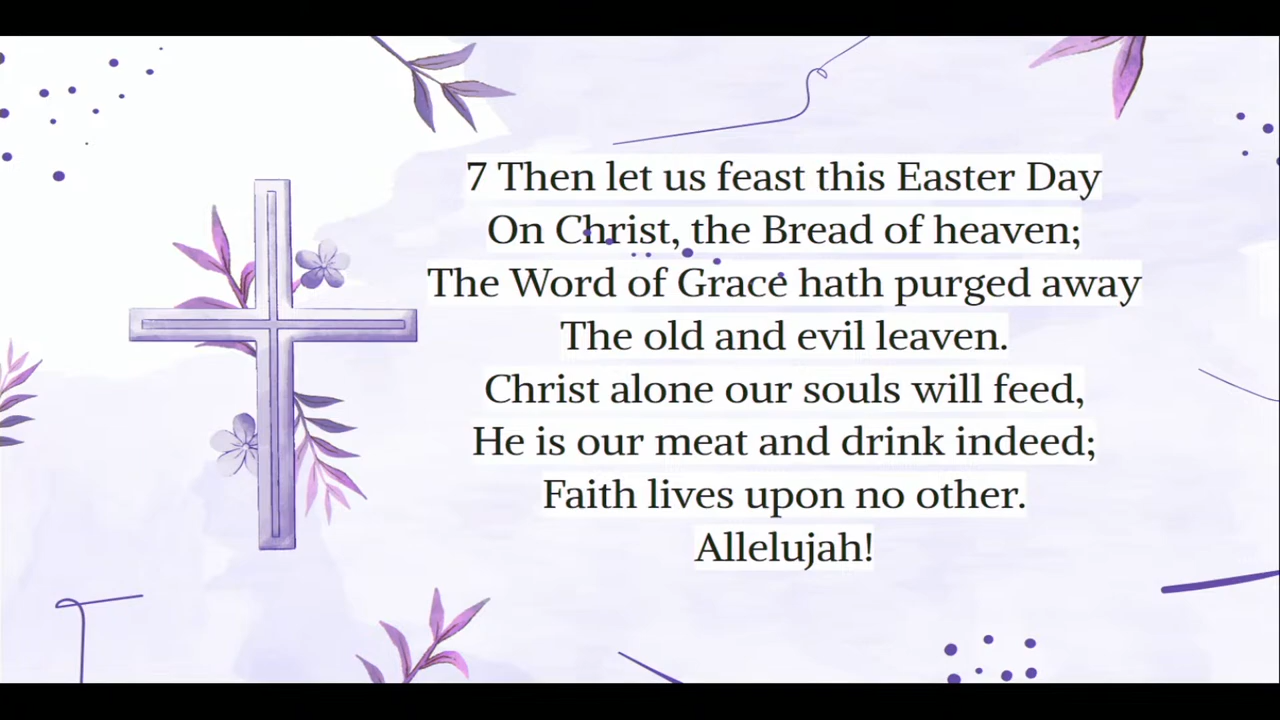 7 Then let us feast this Easter Day
On Christ, the Bread of heaven;
The Word of Grace hath purged away
The old and evil leaven.
Christ alone our souls will feed,
He is our meat and drink indeed;
Faith lives upon no other.
Allelujah!